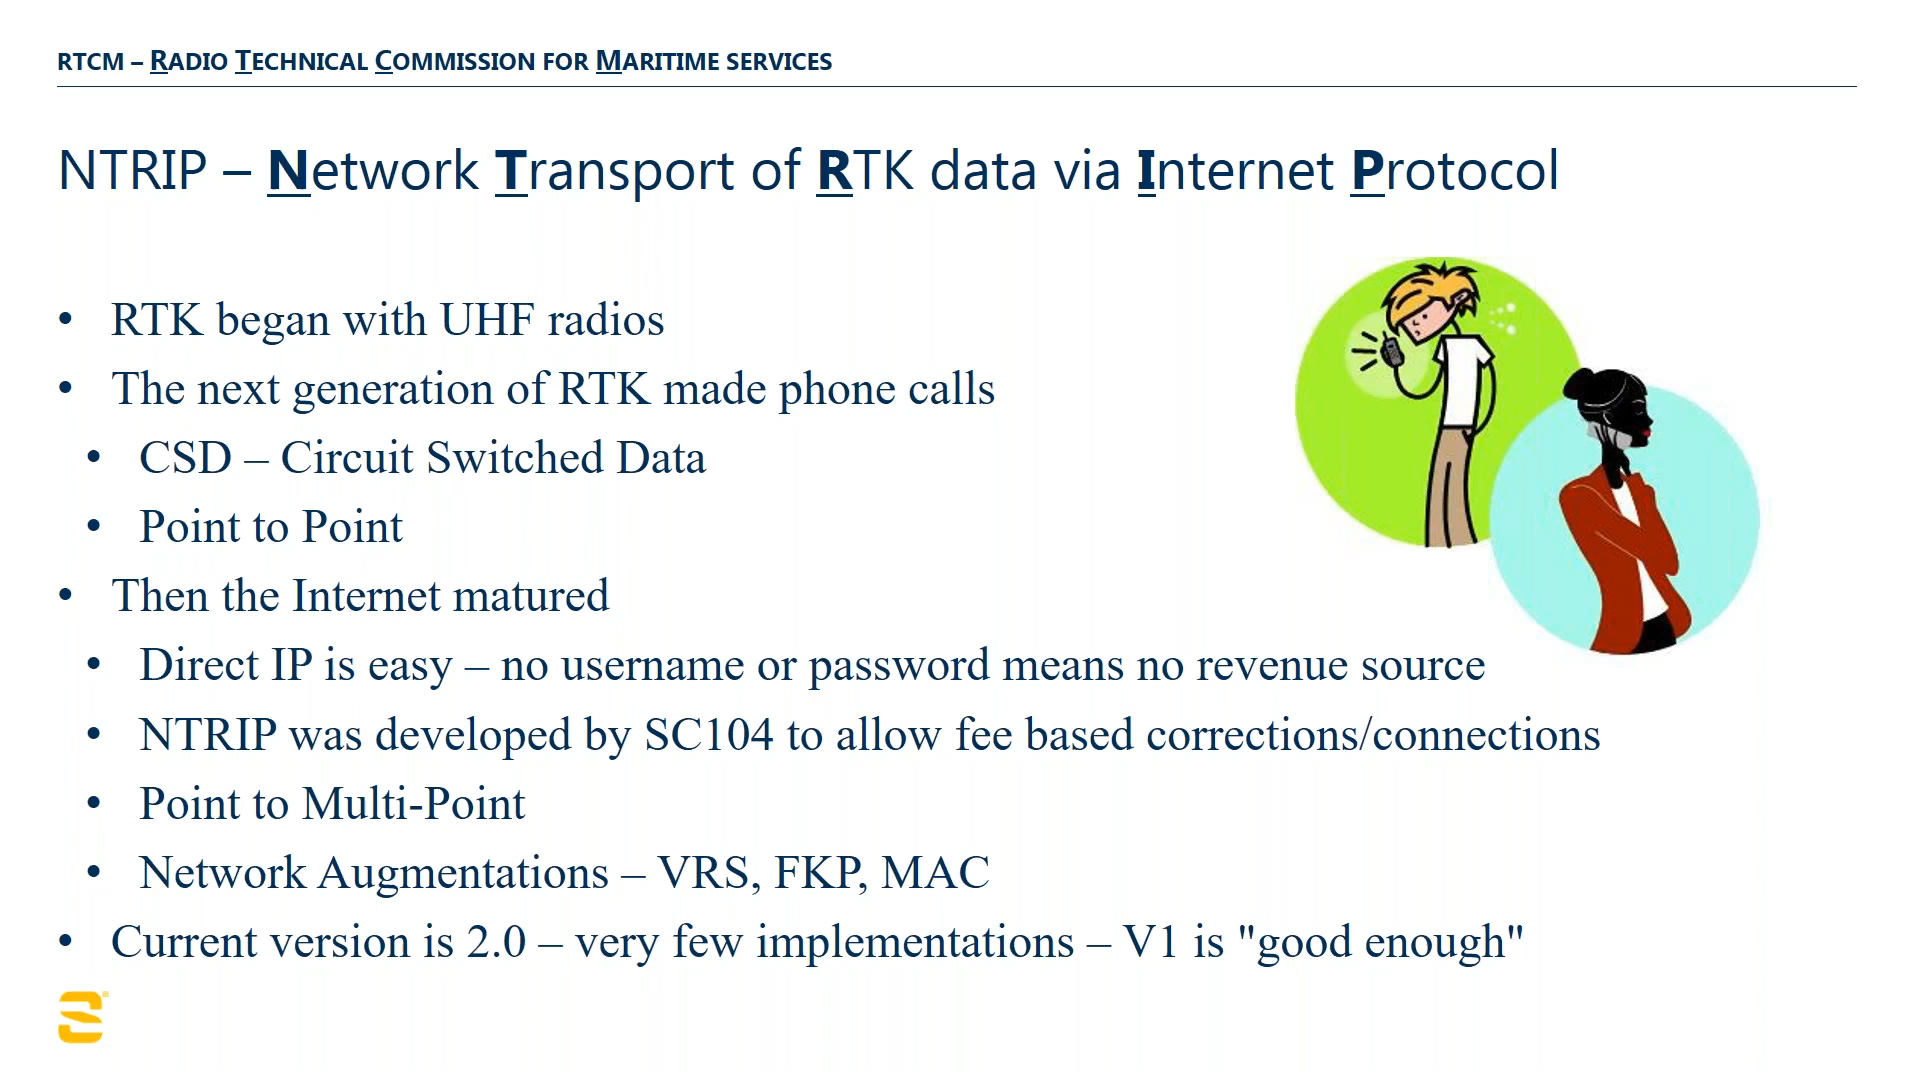 RTCM – RADIO TECHNICAL COMMISSION FOR MARITIME SERVICES
NTRIP – Network Transport of RTK data via Internet Protocol
• RTK began with UHF radios
• The next generation of RTK made phone calls
• CSD – Circuit Switched Data
• Point to Point
• Then the Internet matured
• Direct IP is easy – no username or password means no revenue source
• NTRIP was developed by SC104 to allow fee based corrections/connections
• Point to Multi-Point
• Network Augmentations – VRS, FKP, MAC
• Current version is 2.0 – very few implementations – V1 is "good enough"